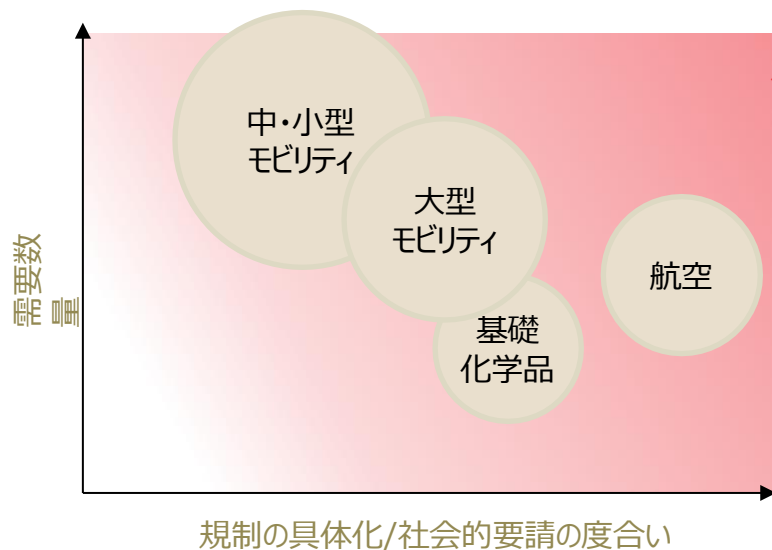 中・小型
モビリティ
大型
モビリティ
航空
基礎
化学品
需要数
量
規制の具体化/社会的要請の度合い